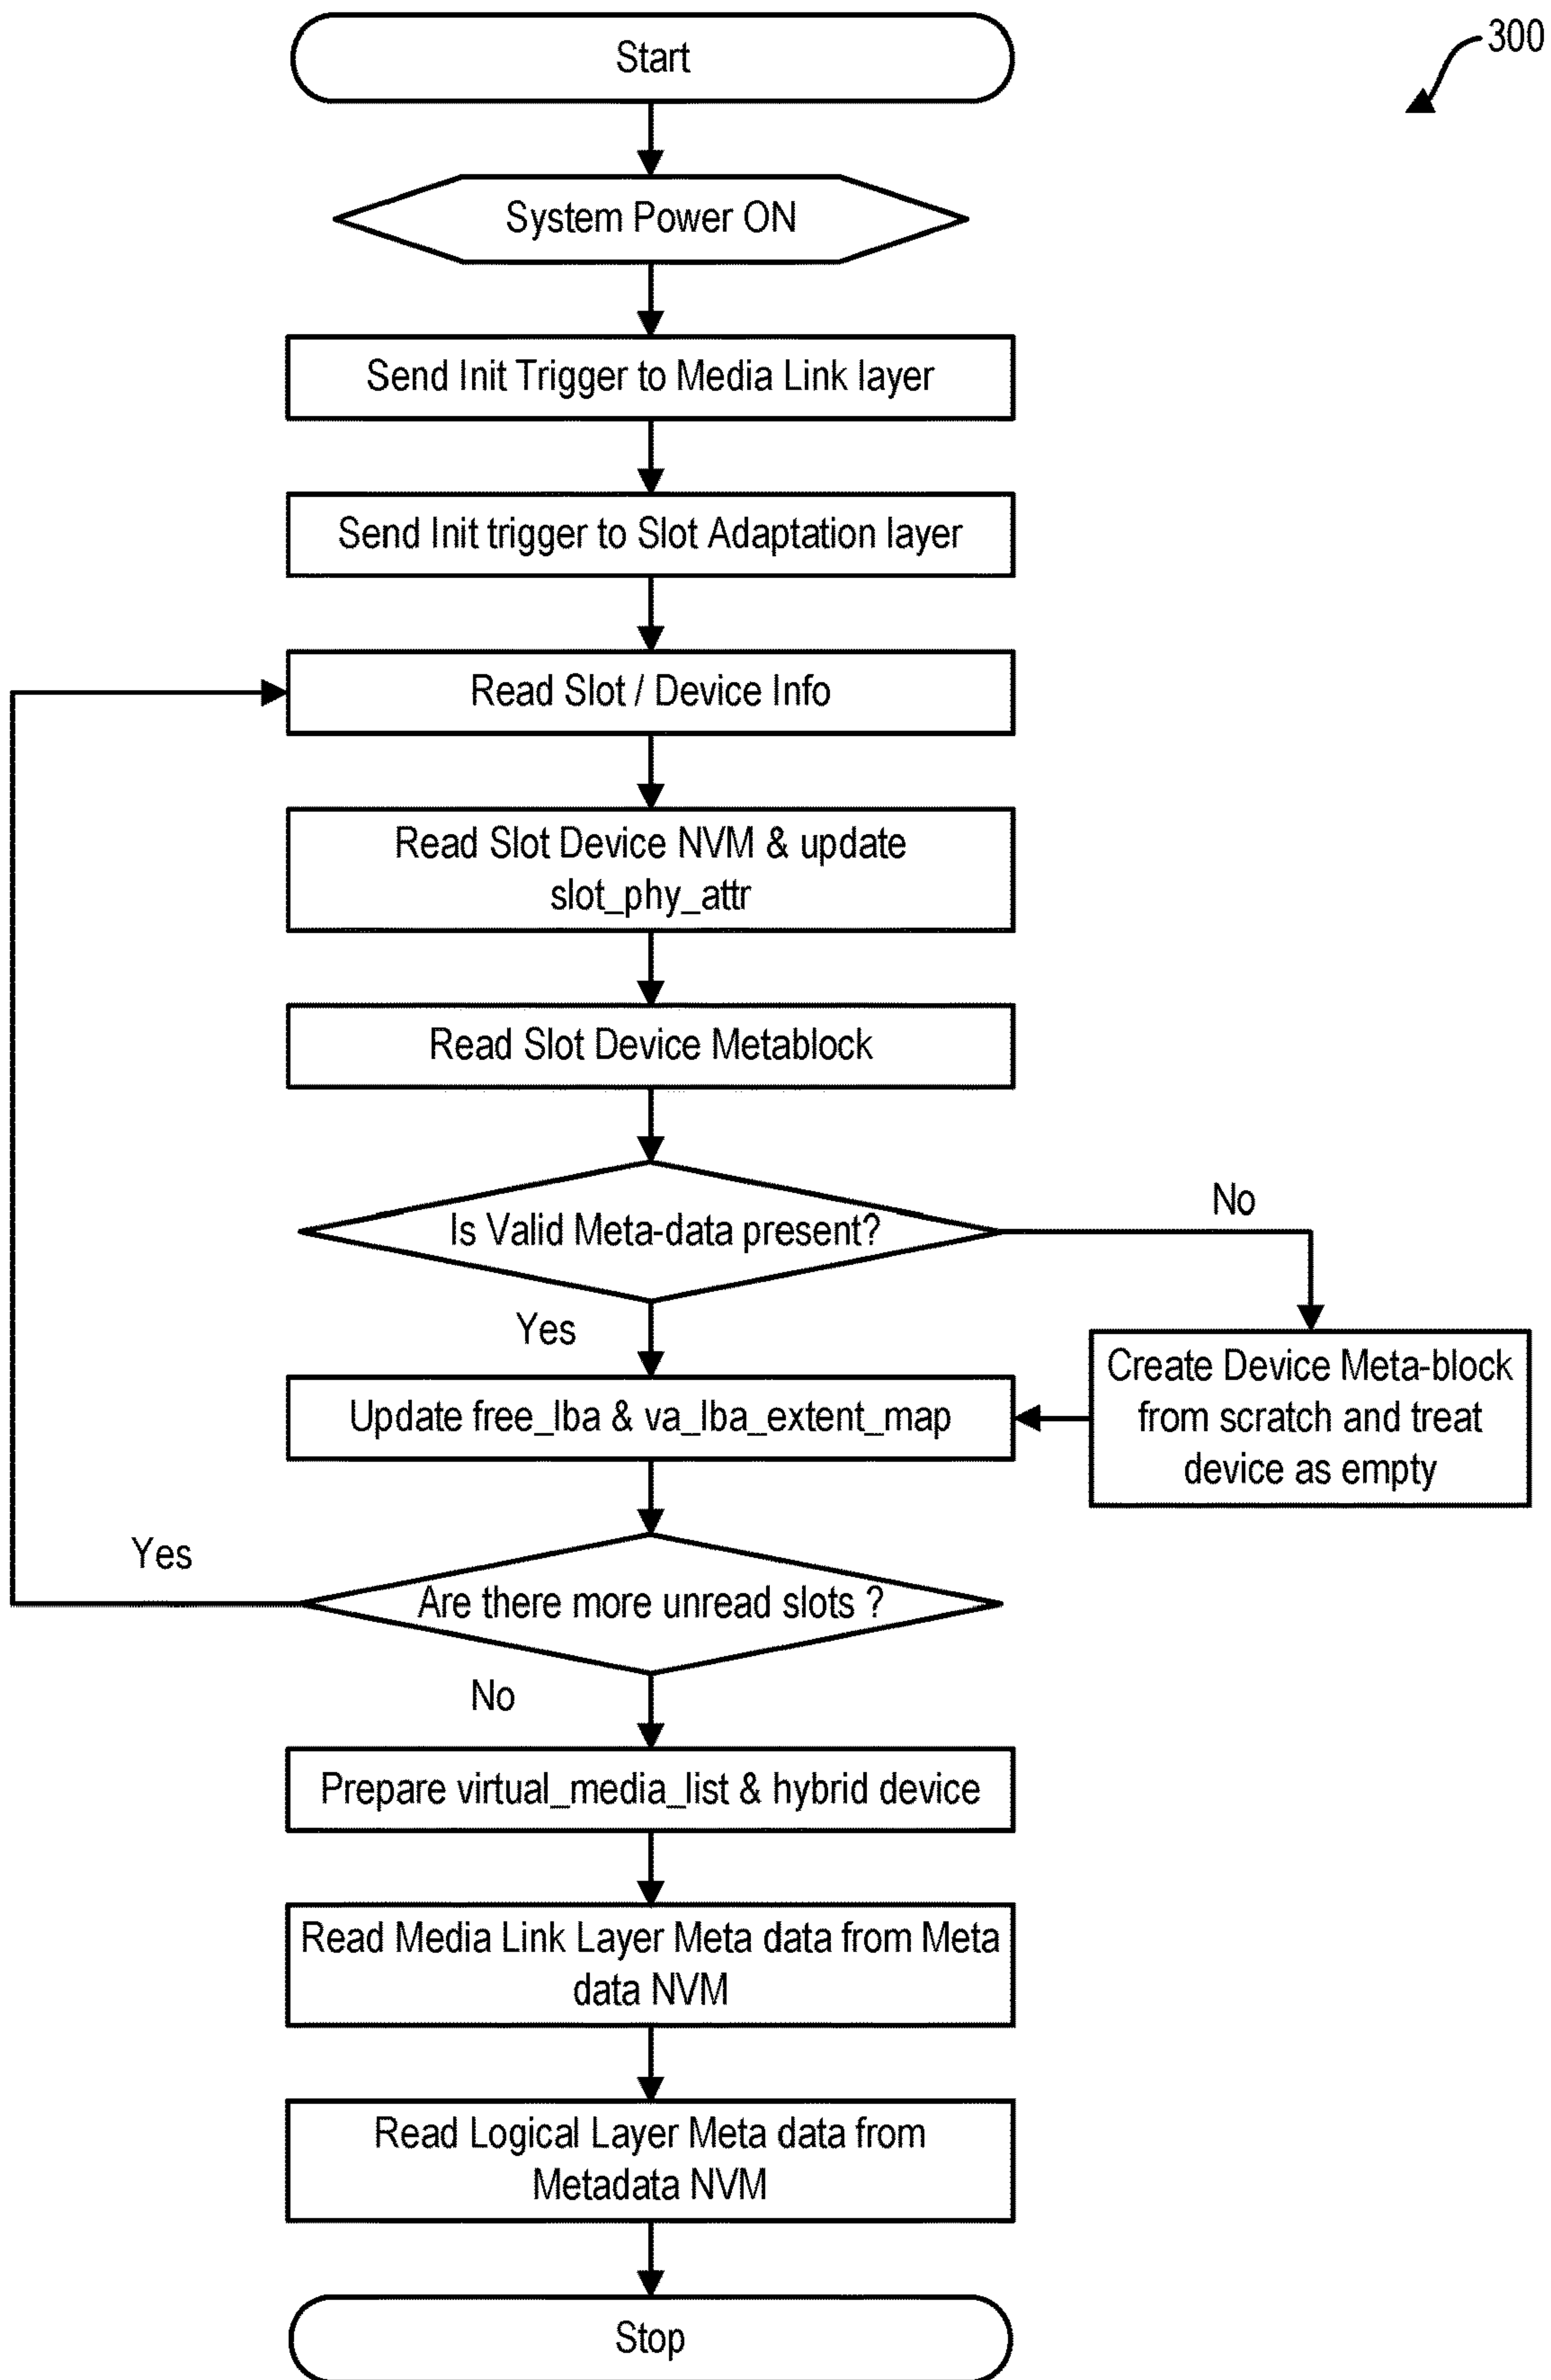 Start
300
System Power ON
Send Init Trigger to Media Link layer
Send Init trigger to Slot Adaptation layer
Read Slot / Device Info
Read Slot Device NVM & update
slot_phy_attr
Read Slot Device Metablock
Is Valid Meta-data present?
No
Yes
Create Device Meta-block
from scratch and treat
device as empty
Update free_lba & va_lba_extent_map
Yes
Are there more unread slots ?
No
Prepare virtual_media_list & hybrid device
Read Media Link Layer Meta data from Meta
data NVM
Read Logical Layer Meta data from
Metadata NVM
Stop